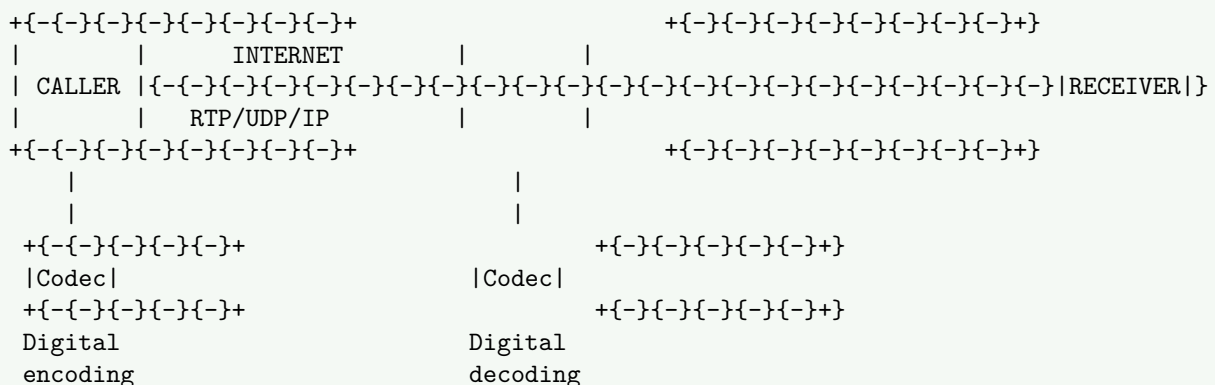 +{-{-}{-}{-}{-}{-}{-}{-}+ +{-}{-}{-}{-}{-}{-}{-}{-}+}
| | INTERNET | |
| CALLER |{-{-}{-}{-}{-}{-}{-}{-}{-}{-}{-}{-}{-}{-}{-}{-}{-}{-}{-}{-}{-}{-}|RECEIVER|}
| | RTP/UDP/IP | |
+{-{-}{-}{-}{-}{-}{-}{-}+ +{-}{-}{-}{-}{-}{-}{-}{-}+}
| |
| |
+{-{-}{-}{-}{-}+ +{-}{-}{-}{-}{-}+}
|Codec| |Codec|
+{-{-}{-}{-}{-}+ +{-}{-}{-}{-}{-}+}
Digital Digital
encoding decoding